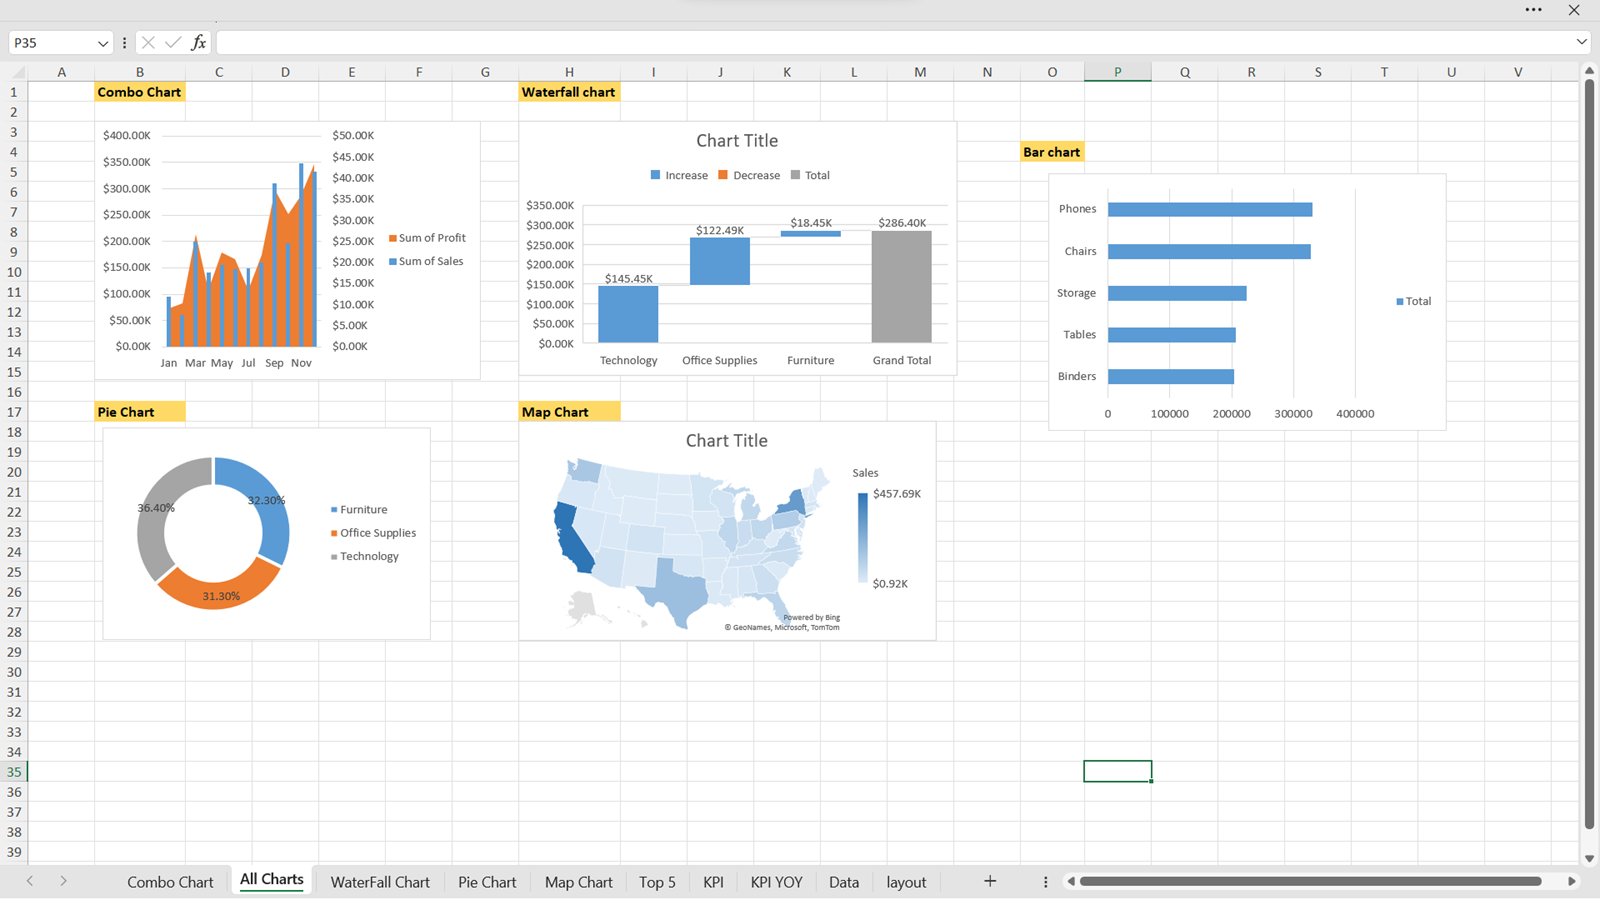 P35
fx
A B C D E F G H I J K L M N O P Q R S T U V
1
2
3
4
5
6
7
8
9
10
11
12
13
14
15
16
17
18
19
20
21
22
23
24
25
26
27
28
29
30
31
32
33
34
35
36
37
38
39
Combo Chart
$400.00K
$350.00K
$300.00K
$250.00K
$200.00K
$150.00K
$100.00K
$50.00K
$0.00K
$50.00K
$45.00K
$40.00K
$35.00K
$30.00K
$25.00K
$20.00K
$15.00K
$10.00K
$5.00K
$0.00K
Jan Mar May Jul Sep Nov
Sum of Profit
Sum of Sales
Waterfall chart
Chart Title
Increase Decrease Total
$350.00K
$300.00K
$250.00K
$200.00K
$150.00K
$100.00K
$50.00K
$0.00K
$145.45K
$122.49K
$18.45K
$286.40K
Technology Office Supplies Furniture Grand Total
Bar chart
Phones
Chairs
Storage
Tables
Binders
0 100000 200000 300000 400000
Total
Pie Chart
36.40%
32.30%
31.30%
Furniture
Office Supplies
Technology
Map Chart
Chart Title
Sales
$457.69K
$0.92K
Powered by Bing
© GeoNames, Microsoft, TomTom
Combo Chart All Charts WaterFall Chart Pie Chart Map Chart Top 5 KPI KPI YOY Data layout